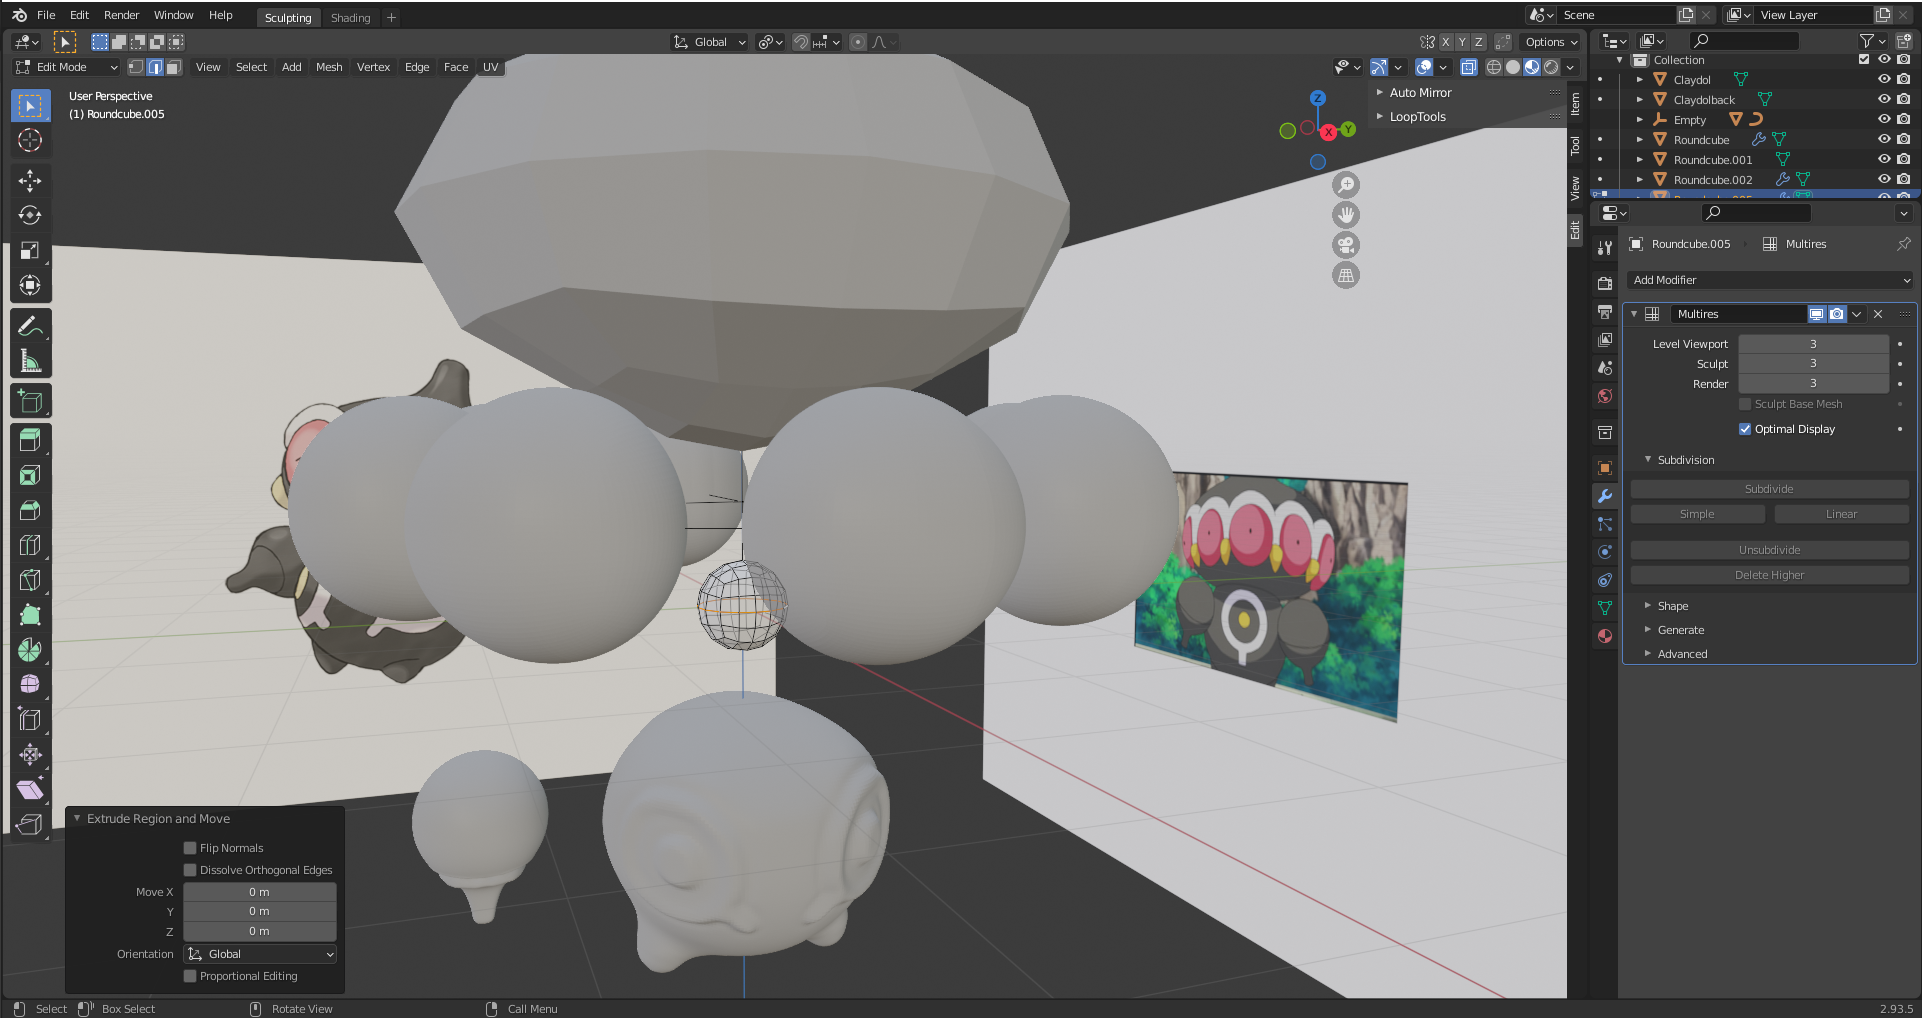 File Edit Render Window Help Sculpting Shading + Scene View Layer
Global X Y Z Options
Edit Mode View Select Add Mesh Vertex Edge Face UV
User Perspective
(1) Roundcube.005
Z
Y
X
Auto Mirror
LoopTools
Item
Tool
View
Edit
Collection
Claydol
Claydolback
Empty
Roundcube
Roundcube.001
Roundcube.002
Roundcube.005 Multires
Add Modifier
Multires
Level Viewport 3
Sculpt 3
Render 3
Sculpt Base Mesh
Optimal Display
Subdivision
Subdivide
Simple Linear
Unsubdivide
Delete Higher
Shape
Generate
Advanced
Extrude Region and Move
Flip Normals
Dissolve Orthogonal Edges
Move X 0 m
Y 0 m
Z 0 m
Orientation Global
Proportional Editing
Select Box Select Rotate View Call Menu 2.93.5